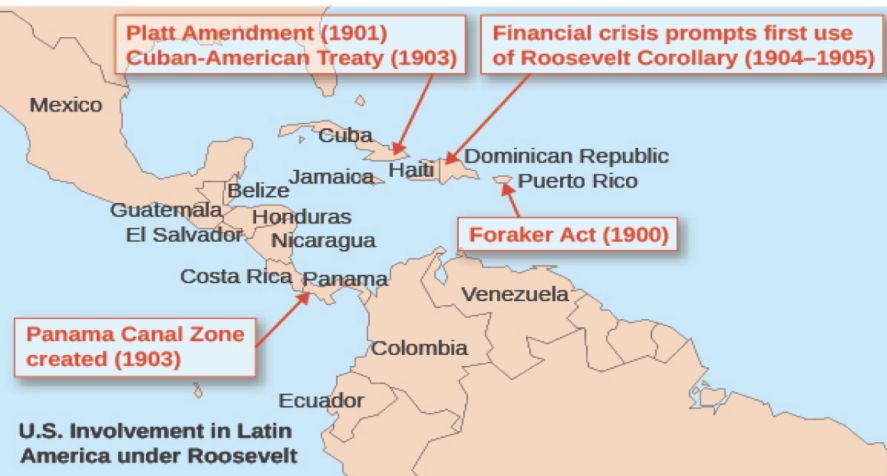 Platt Amendment (1901)
Cuban-American Treaty (1903)
Financial crisis prompts first use
of Roosevelt Corollary (1904–1905)
Mexico
Cuba
Dominican Republic
Haiti
Jamaica
Puerto Rico
Belize
Guatemala
Honduras
El Salvador
Nicaragua
Foraker Act (1900)
Costa Rica
Panama
Venezuela
Panama Canal Zone
created (1903)
Colombia
Ecuador
U.S. Involvement in Latin
America under Roosevelt